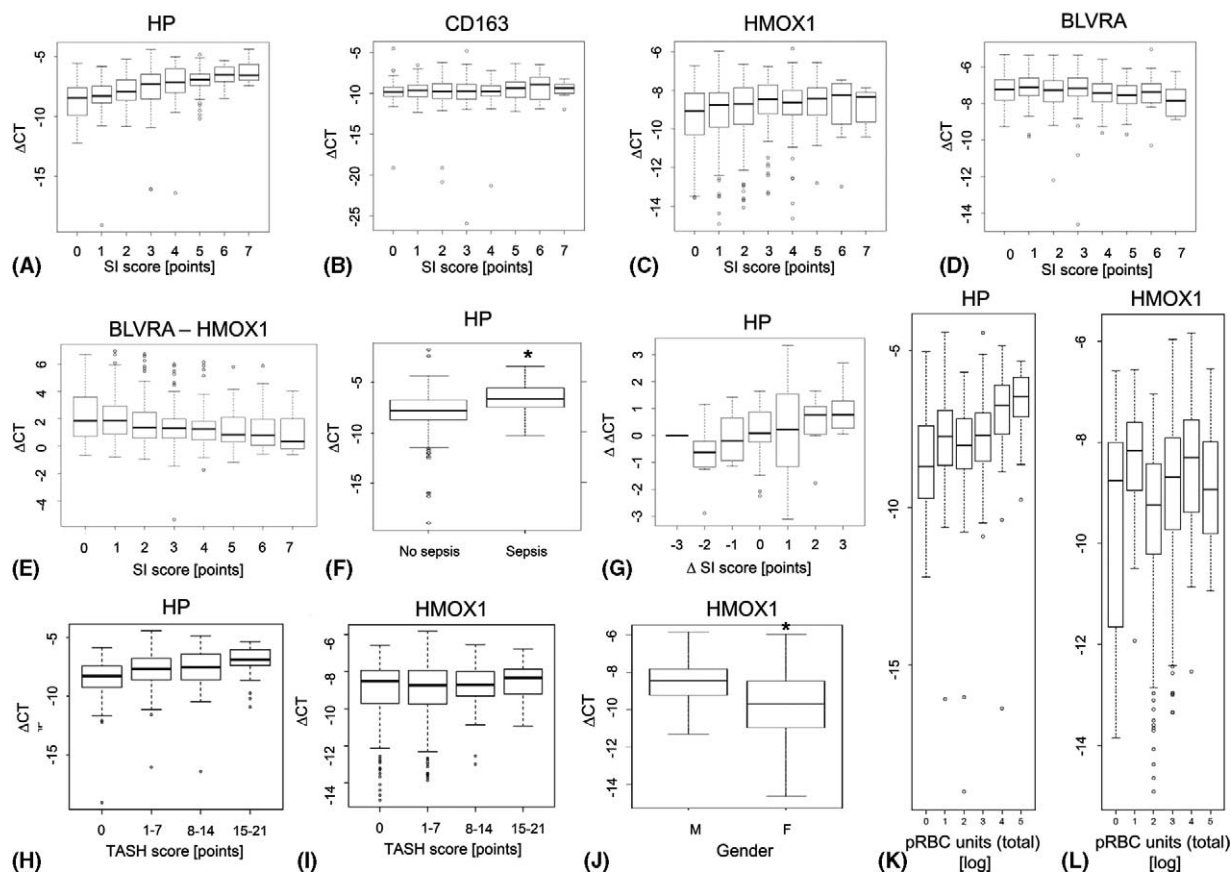 HP
CD163
HMOX1
BLVRA
ΔCT
-5
-10
-15
0 1 2 3 4 5 6 7
(A) SI score [points]
ΔCT
-5
-10
-15
-20
-25
0 1 2 3 4 5 6 7
(B) SI score [points]
ΔCT
-6
-8
-10
-12
-14
0 1 2 3 4 5 6 7
(C) SI score [points]
ΔCT
-6
-8
-10
-12
-14
0 1 2 3 4 5 6 7
(D) SI score [points]
BLVRA – HMOX1
ΔCT
6
4
2
0
-2
-4
0 1 2 3 4 5 6 7
(E) SI score [points]
HP
ΔCT
-5
-10
-15
*
No sepsis Sepsis
(F)
HP
Δ ΔCT
3
2
1
0
-1
-2
-3
-3 -2 -1 0 1 2 3
(G) Δ SI score [points]
HP
-5
-10
-15
0 1 2 3 4 5
(K) pRBC units (total)
[log]
HMOX1
-6
-8
-10
-12
-14
0 1 2 3 4 5
(L) pRBC units (total)
[log]
HP
ΔCT
-5
-10
-15
0 1-7 8-14 15-21
(H) TASH score [points]
HMOX1
ΔCT
-6
-8
-10
-12
-14
0 1-7 8-14 15-21
(I) TASH score [points]
HMOX1
ΔCT
-6
-8
-10
-12
-14
*
M F
(J) Gender